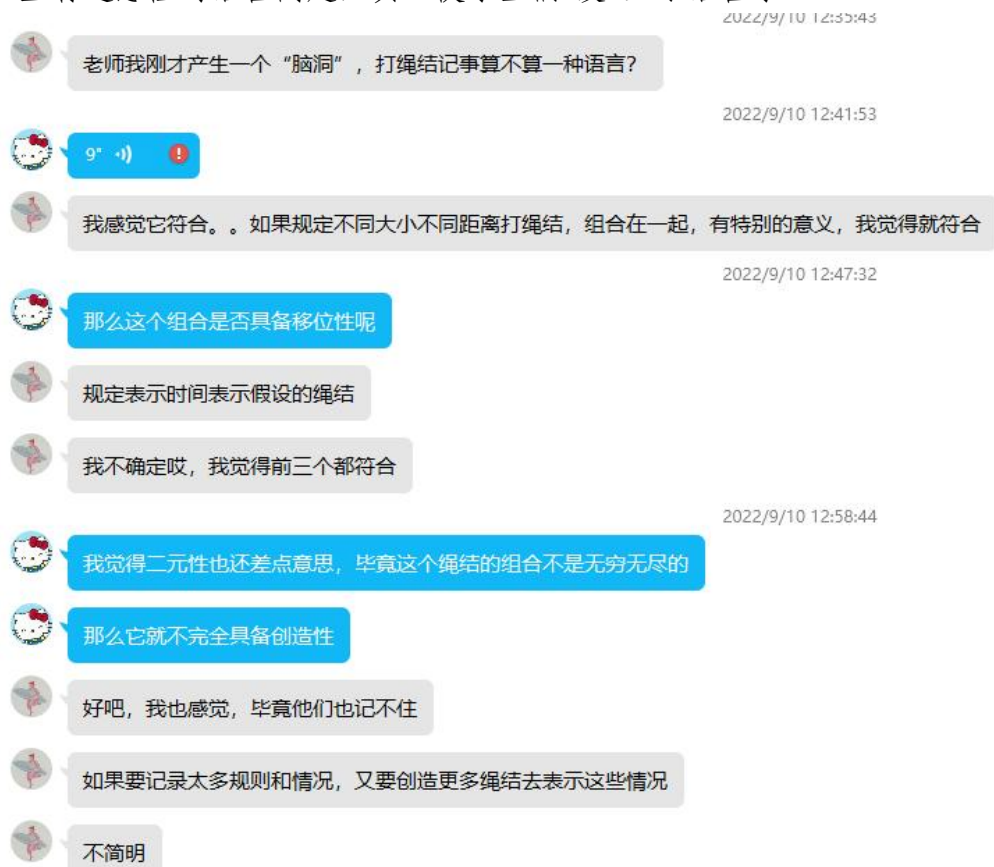 2022/9/10 12:35:43
老师我刚才产生一个“脑洞”，打绳结记事算不算一种语言？
2022/9/10 12:41:53
9"
我感觉它符合。。如果规定不同大小不同距离打绳结，组合在一起，有特别的意义，我觉得就符合
2022/9/10 12:47:32
那么这个组合是否具备移位性呢
规定表示时间表示假设的绳结
我不确定哎，我觉得前三个都符合
2022/9/10 12:58:44
我觉得二元性也还差点意思，毕竟这个绳结的组合不是无穷无尽的
那么它就不完全具备创造性
好吧，我也感觉，毕竟他们也记不住
如果要记录太多规则和情况，又要创造更多绳结去表示这些情况
不简明